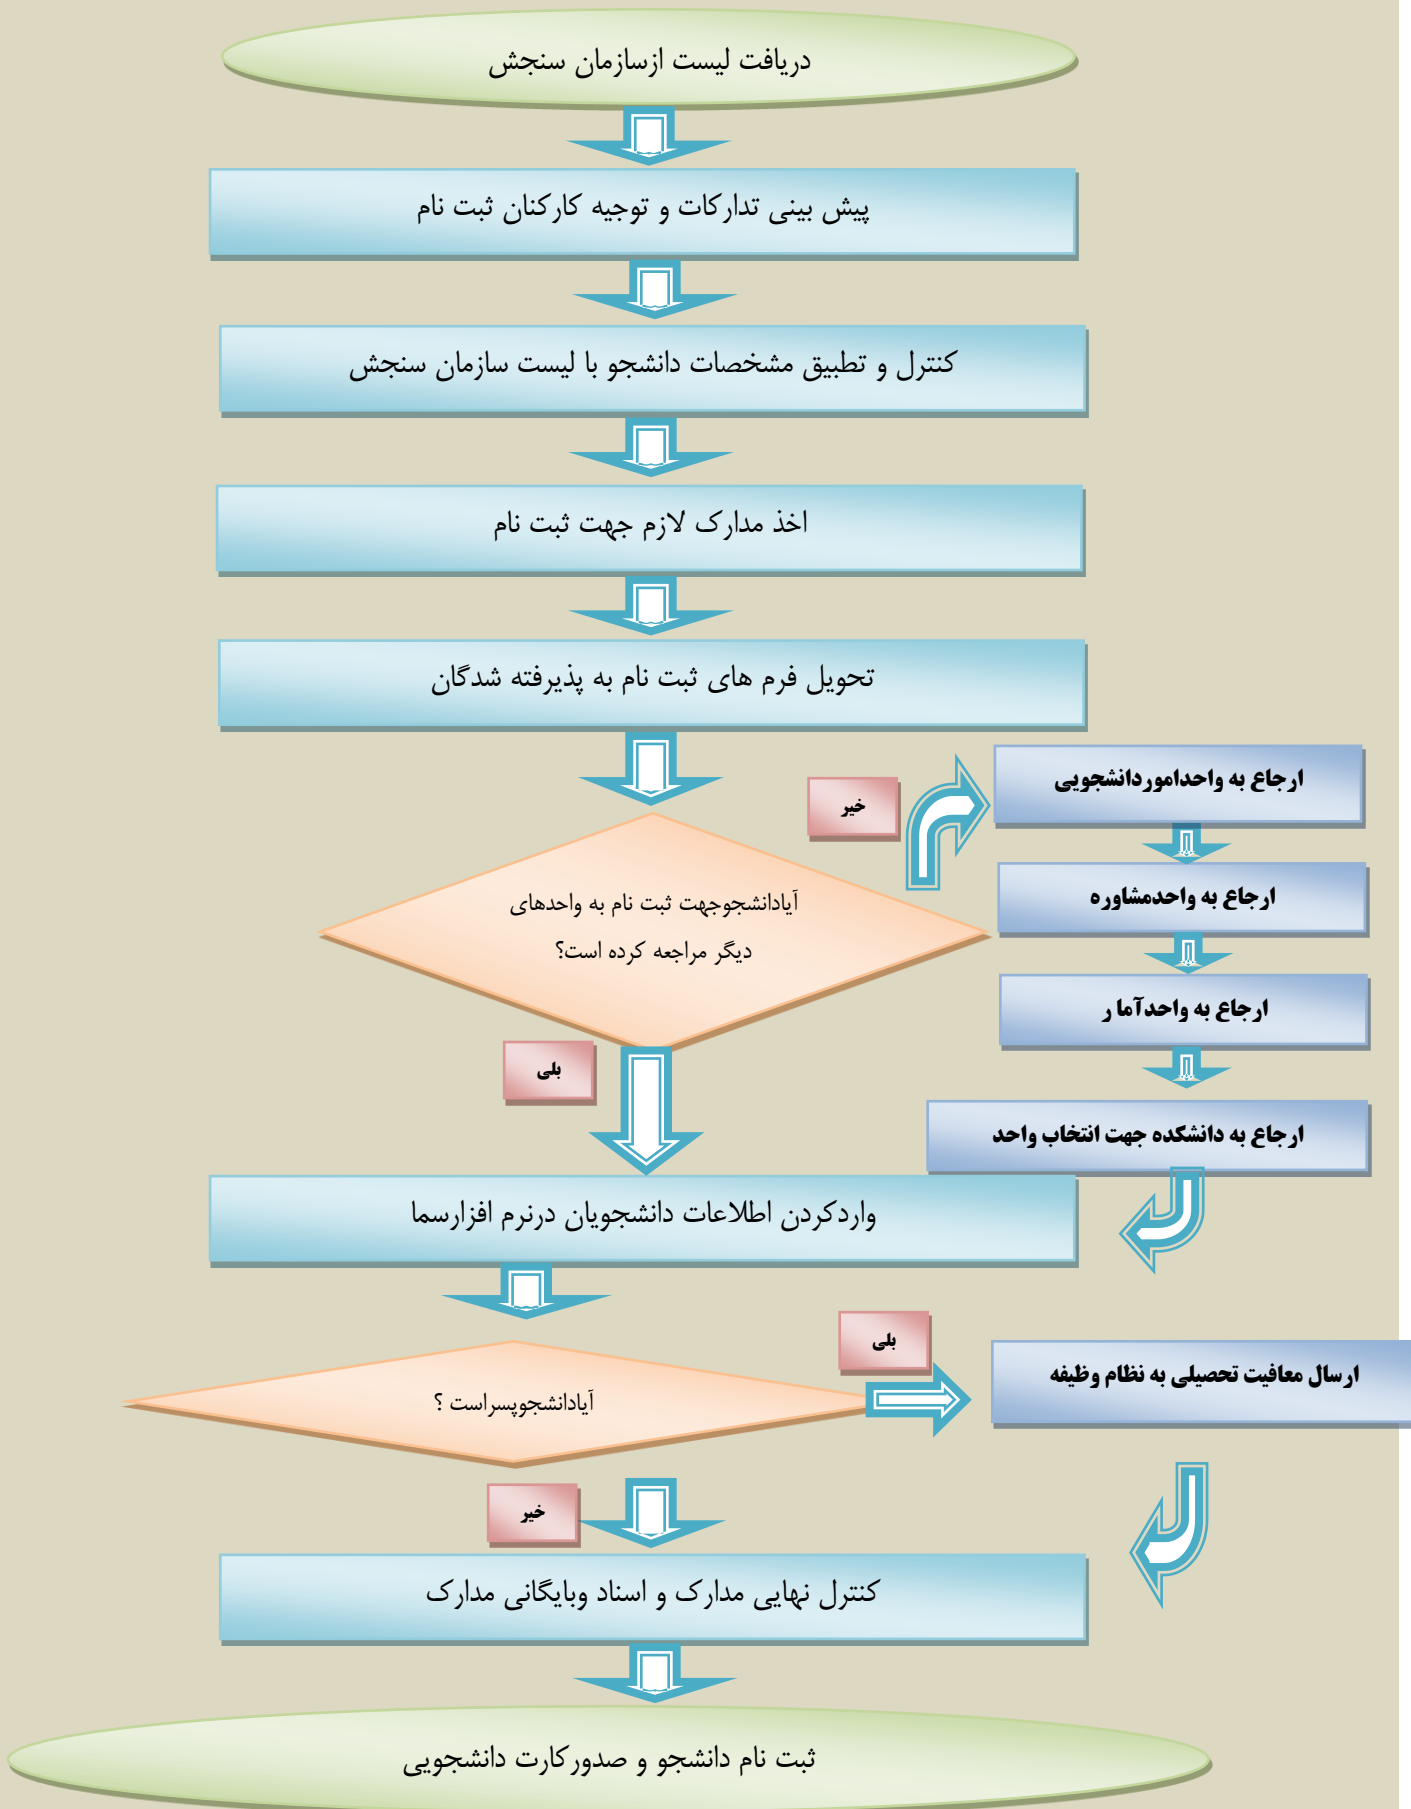 دریافت لیست ازسازمان سنجش
پیش بینی تدارکات و توجیه کارکنان ثبت نام
کنترل و تطبیق مشخصات دانشجو با لیست سازمان سنجش
اخذ مدارک لازم جهت ثبت نام
تحویل فرم های ثبت نام به پذیرفته شدگان
خیر
ارجاع به واحداموردانشجویی
ارجاع به واحدمشاوره
آیادانشجوجهت ثبت نام به واحدهای
دیگر مراجعه کرده است؟
ارجاع به واحدآما ر
بلی
ارجاع به دانشکده جهت انتخاب واحد
واردکردن اطلاعات دانشجویان درنرم افزارسما
بلی
ارسال معافیت تحصیلی به نظام وظیفه
آیادانشجوپسراست ؟
خیر
کنترل نهایی مدارک و اسناد وبایگانی مدارک
ثبت نام دانشجو و صدورکارت دانشجویی